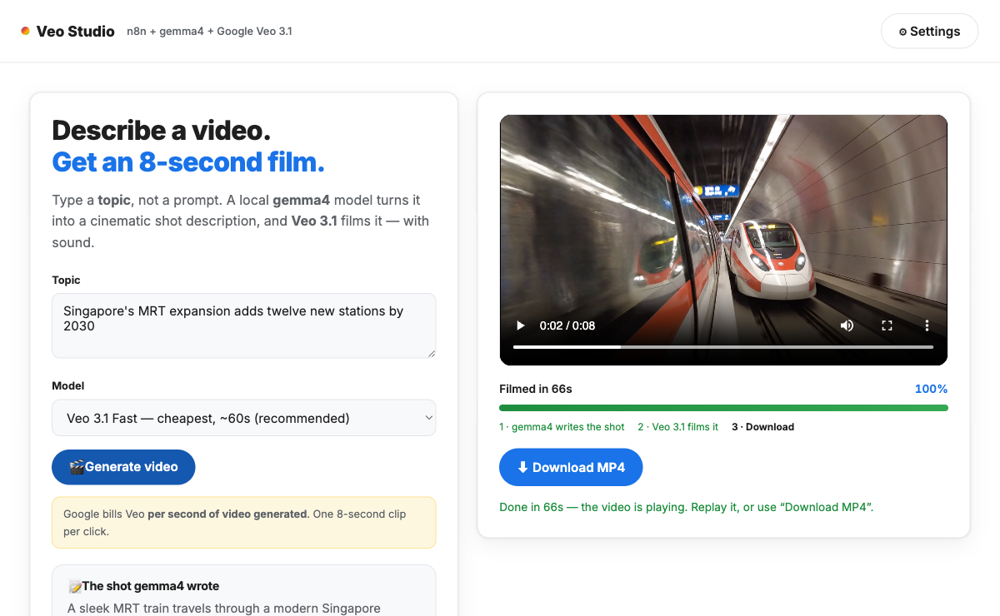 Veo Studio
n8n + gemma4 + Google Veo 3.1
⚙ Settings
Describe a video.
Get an 8-second film.
Type a topic, not a prompt. A local gemma4 model turns it
into a cinematic shot description, and Veo 3.1 films it — with
sound.
Topic
Singapore's MRT expansion adds twelve new stations by
2030
Model
Veo 3.1 Fast — cheapest, ~60s (recommended)
🎬Generate video
Google bills Veo per second of video generated. One 8-second clip
per click.
📝The shot gemma4 wrote
A sleek MRT train travels through a modern Singapore
0:02 / 0:08
Filmed in 66s
100%
1 · gemma4 writes the shot
2 · Veo 3.1 films it
3 · Download
⬇ Download MP4
Done in 66s — the video is playing. Replay it, or use “Download MP4”.